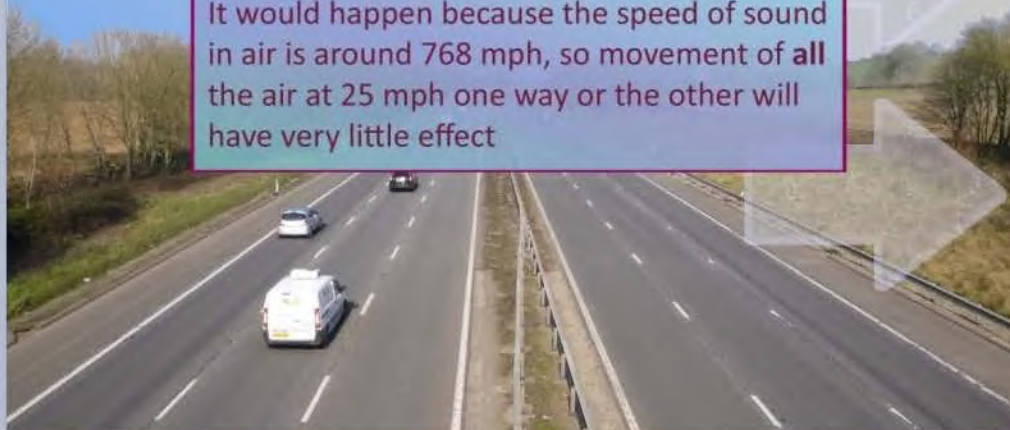 It would happen because the speed of sound
in air is around 768 mph, so movement of all
the air at 25 mph one way or the other will
have very little effect